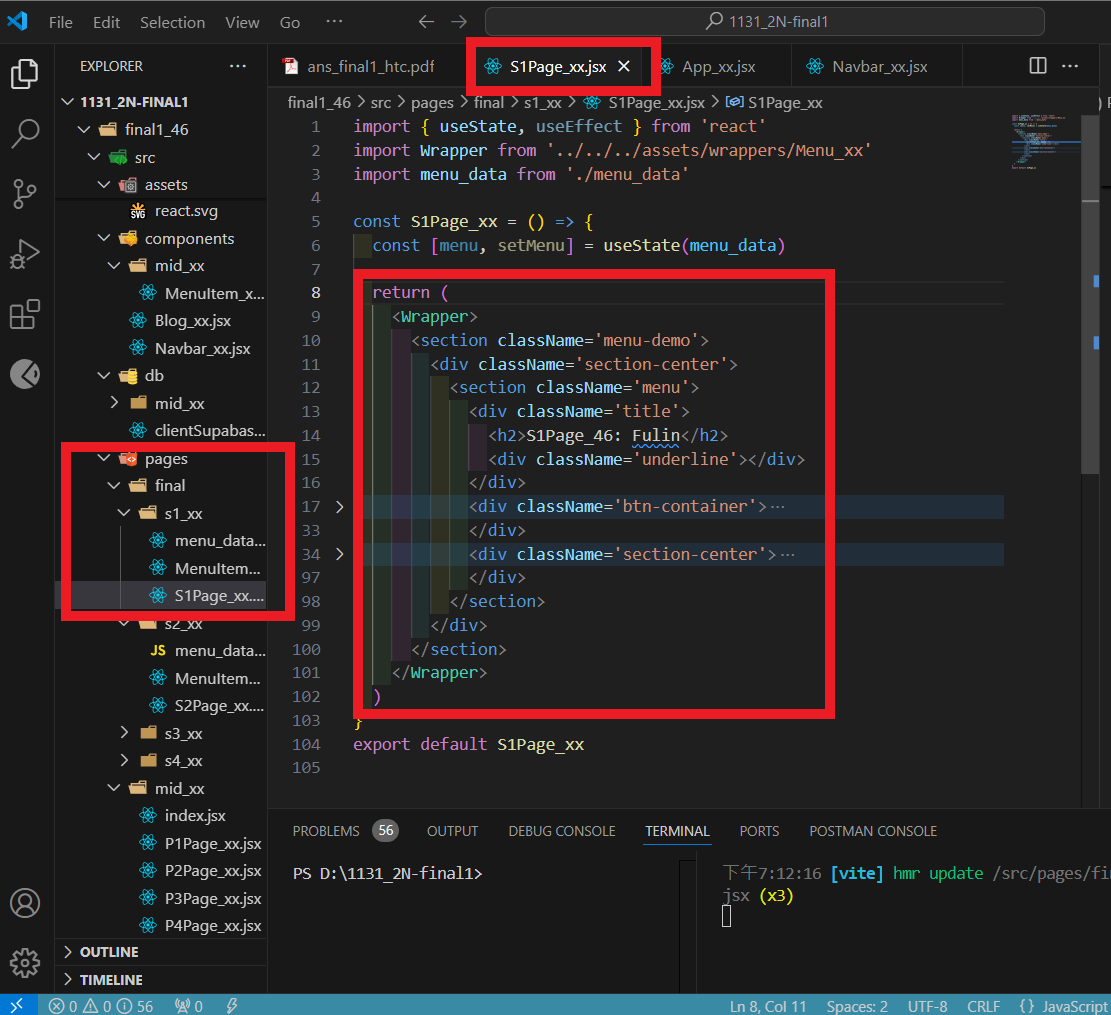 File Edit Selection View Go ··· 1131_2N-final1
EXPLORER ···
1131_2N-FINAL1
final1_46
src
assets
react.svg
components
mid_xx
MenuItem_x...
Blog_xx.jsx
Navbar_xx.jsx
db
mid_xx
clientSupabas...
pages
final
s1_xx
menu_data...
MenuItem...
S1Page_xx....
s2_xx
JS menu_data...
MenuItem...
S2Page_xx....
s3_xx
s4_xx
mid_xx
index.jsx
P1Page_xx.jsx
P2Page_xx.jsx
P3Page_xx.jsx
P4Page_xx.jsx
OUTLINE
TIMELINE
ans_final1_htc.pdf S1Page_xx.jsx App_xx.jsx Navbar_xx.jsx ···
final1_46 > src > pages > final > s1_xx > S1Page_xx.jsx > S1Page_xx
1 import { useState, useEffect } from 'react'
2 import Wrapper from '../../../assets/wrappers/Menu_xx'
3 import menu_data from './menu_data'
4
5 const S1Page_xx = () => {
6 const [menu, setMenu] = useState(menu_data)
7
8 return (
9 <Wrapper>
10 <section className='menu-demo'>
11 <div className='section-center'>
12 <section className='menu'>
13 <div className='title'>
14 <h2>S1Page_46: Fulin</h2>
15 <div className='underline'></div>
16 </div>
17 <div className='btn-container'>···
33 </div>
34 <div className='section-center'>···
97 </div>
98 </section>
99 </div>
100 </section>
101 </Wrapper>
102 )
103 }
104 export default S1Page_xx
105
PROBLEMS 56 OUTPUT DEBUG CONSOLE TERMINAL PORTS POSTMAN CONSOLE
PS D:\1131_2N-final1>
下午7:12:16 [vite] hmr update /src/pages/fi
jsx (x3)
0 0 56 0 Ln 8, Col 11 Spaces: 2 UTF-8 CRLF {} JavaScript